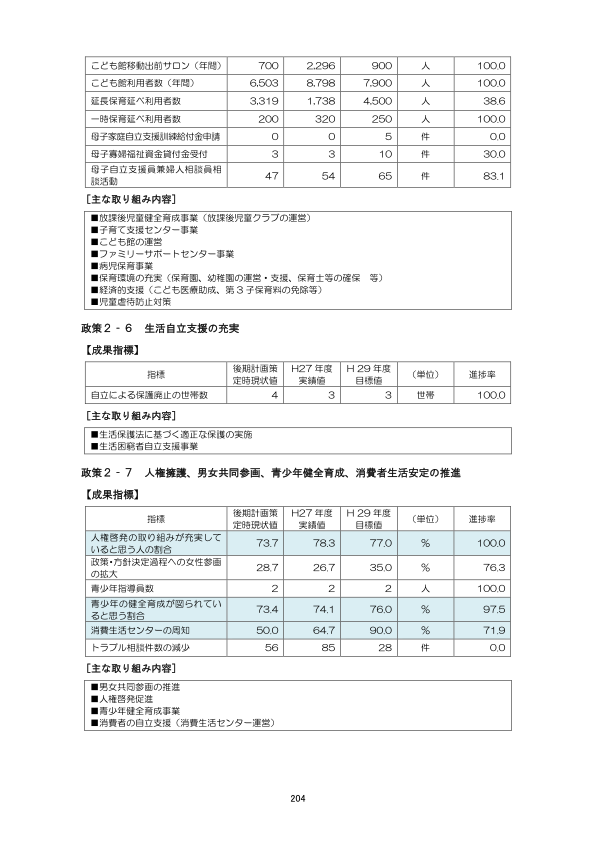 こども館移動出前サロン（年間） 700 2,296 900 人 100.0
こども館利用者数（年間） 6,503 8,798 7,900 人 100.0
延長保育延べ利用者数 3,319 1,738 4,500 人 38.6
一時保育延べ利用者数 200 320 250 人 100.0
母子家庭自立支援訓練給付金申請 0 0 5 件 0.0
母子寡婦福祉資金貸付金受付 3 3 10 件 30.0
母子自立支援員兼婦人相談員相
談活動 47 54 65 件 83.1
［主な取り組み内容］
■放課後児童健全育成事業（放課後児童クラブの運営）
■子育て支援センター事業
■こども館の運営
■ファミリーサポートセンター事業
■病児保育事業
■保育環境の充実（保育園、幼稚園の運営・支援、保育士等の確保　等）
■経済的支援（こども医療助成、第３子保育料の免除等）
■児童虐待防止対策
政策２‐６　生活自立支援の充実
【成果指標】
指標 後期計画策定時現状値 H27 年度実績値 H 29 年度目標値 （単位） 進捗率
自立による保護廃止の世帯数 4 3 3 世帯 100.0
［主な取り組み内容］
■生活保護法に基づく適正な保護の実施
■生活困窮者自立支援事業
政策２‐７　人権擁護、男女共同参画、青少年健全育成、消費者生活安定の推進
【成果指標】
指標 後期計画策定時現状値 H27 年度実績値 H 29 年度目標値 （単位） 進捗率
人権啓発の取り組みが充実して
いると思う人の割合 73.7 78.3 77.0 % 100.0
政策・方針決定過程への女性参画
の拡大 28.7 26.7 35.0 % 76.3
青少年指導員数 2 2 2 人 100.0
青少年の健全育成が図られてい
ると思う割合 73.4 74.1 76.0 % 97.5
消費生活センターの周知 50.0 64.7 90.0 % 71.9
トラブル相談件数の減少 56 85 28 件 0.0
［主な取り組み内容］
■男女共同参画の推進
■人権啓発促進
■青少年健全育成事業
■消費者の自立支援（消費生活センター運営）
204